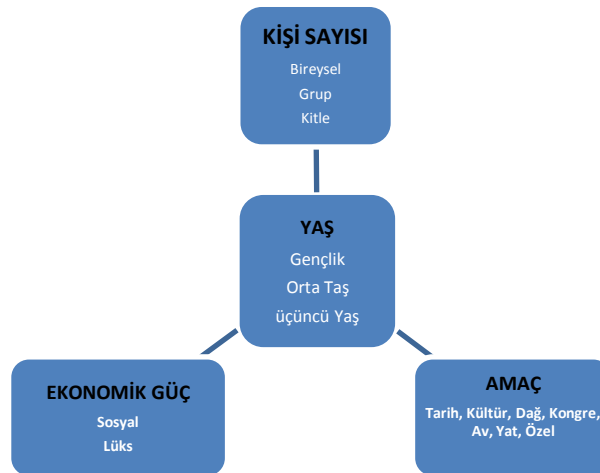 KİŞİ SAYISI
Bireysel
Grup
Kitle
YAŞ
Gençlik
Orta Taş
üçüncü Yaş
EKONOMİK GÜÇ
Sosyal
Lüks
AMAÇ
Tarih, Kültür, Dağ, Kongre,
Av, Yat, Özel